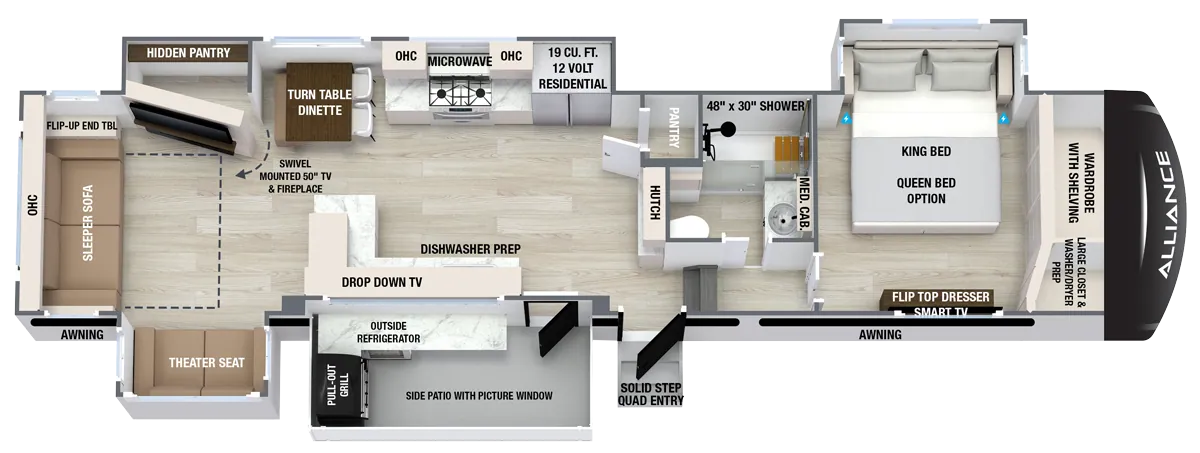 HIDDEN PANTRY
FLIP-UP END TBL
OHC
SLEEPER SOFA
SWIVEL
MOUNTED 50" TV
& FIREPLACE
TURN TABLE
DINETTE
OHC
MICROWAVE
OHC
19 CU. FT.
12 VOLT
RESIDENTIAL
PANTRY
48" x 30" SHOWER
HUTCH
MED. CAB.
KING BED
QUEEN BED
OPTION
WARDROBE
WITH SHELVING
LARGE CLOSET &
WASHER/DRYER
PREP
ALLIANCE
DISHWASHER PREP
DROP DOWN TV
FLIP TOP DRESSER
SMART TV
AWNING
AWNING
THEATER SEAT
OUTSIDE
REFRIGERATOR
PULL-OUT
GRILL
SIDE PATIO WITH PICTURE WINDOW
SOLID STEP
QUAD ENTRY